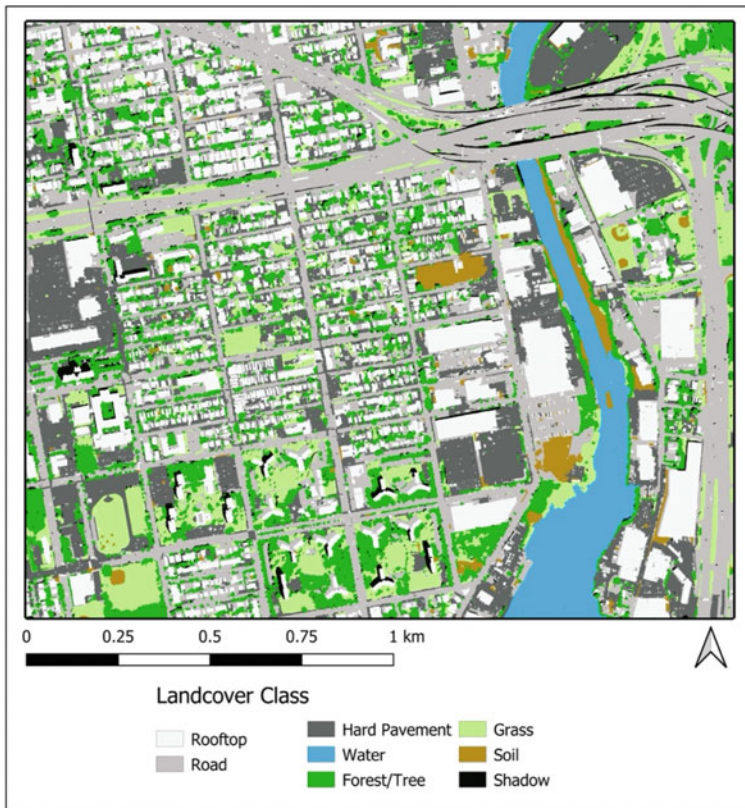 0 0.25 0.5 0.75 1 km
Landcover Class
Rooftop Hard Pavement Grass
Road Water Soil
Forest/Tree Shadow